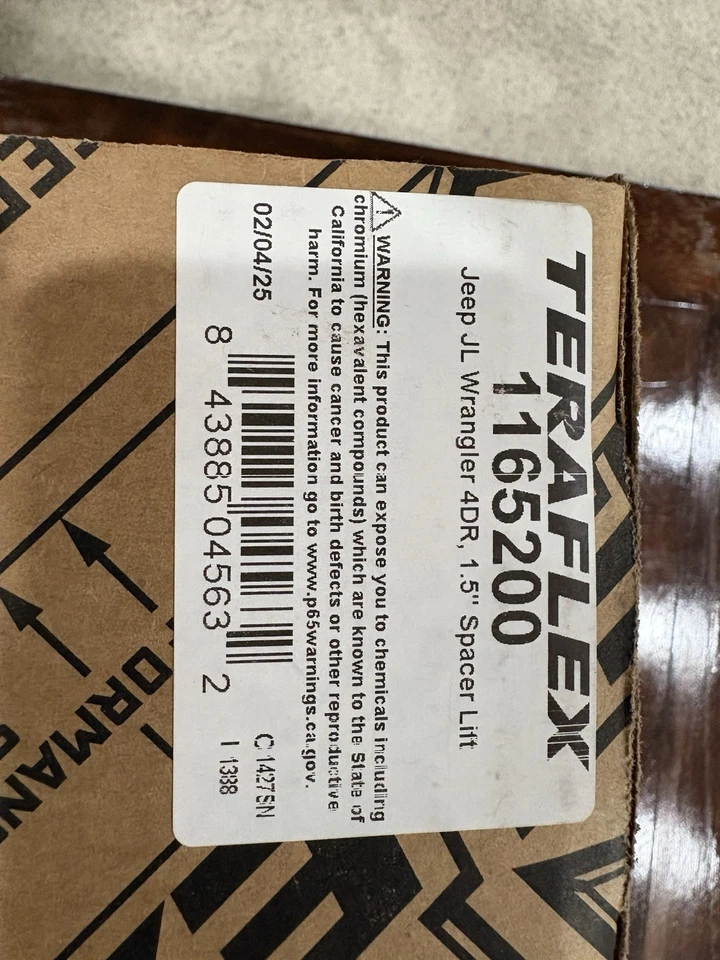 TERAFLEX
1165200
Jeep JL Wrangler 4DR, 1.5" Spacer Lift
⚠ WARNING: This product can expose you to chemicals including
chromium (hexavalent compounds) which are known to the State of
California to cause cancer and birth defects or other reproductive
harm. For more information go to www.p65warnings.ca.gov.
02/04/25
8 43885 04563 2
C 1427SN
I 1388
ORMAN